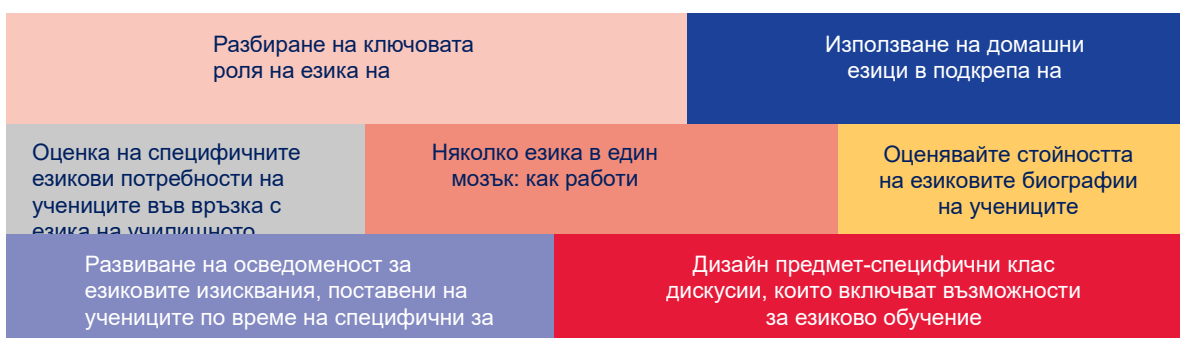 Разбиране на ключовата
роля на езика на
Използване на домашни
езици в подкрепа на
Оценка на специфичните
езикови потребности на
учениците във връзка с
езика на училищното
Няколко езика в един
мозък: как работи
Оценявайте стойността
на езиковите биографии
на учениците
Развиване на осведоменост за
езиковите изисквания, поставени на
учениците по време на специфични за
Дизайн предмет-специфични клас
дискусии, които включват възможности
за езиково обучение